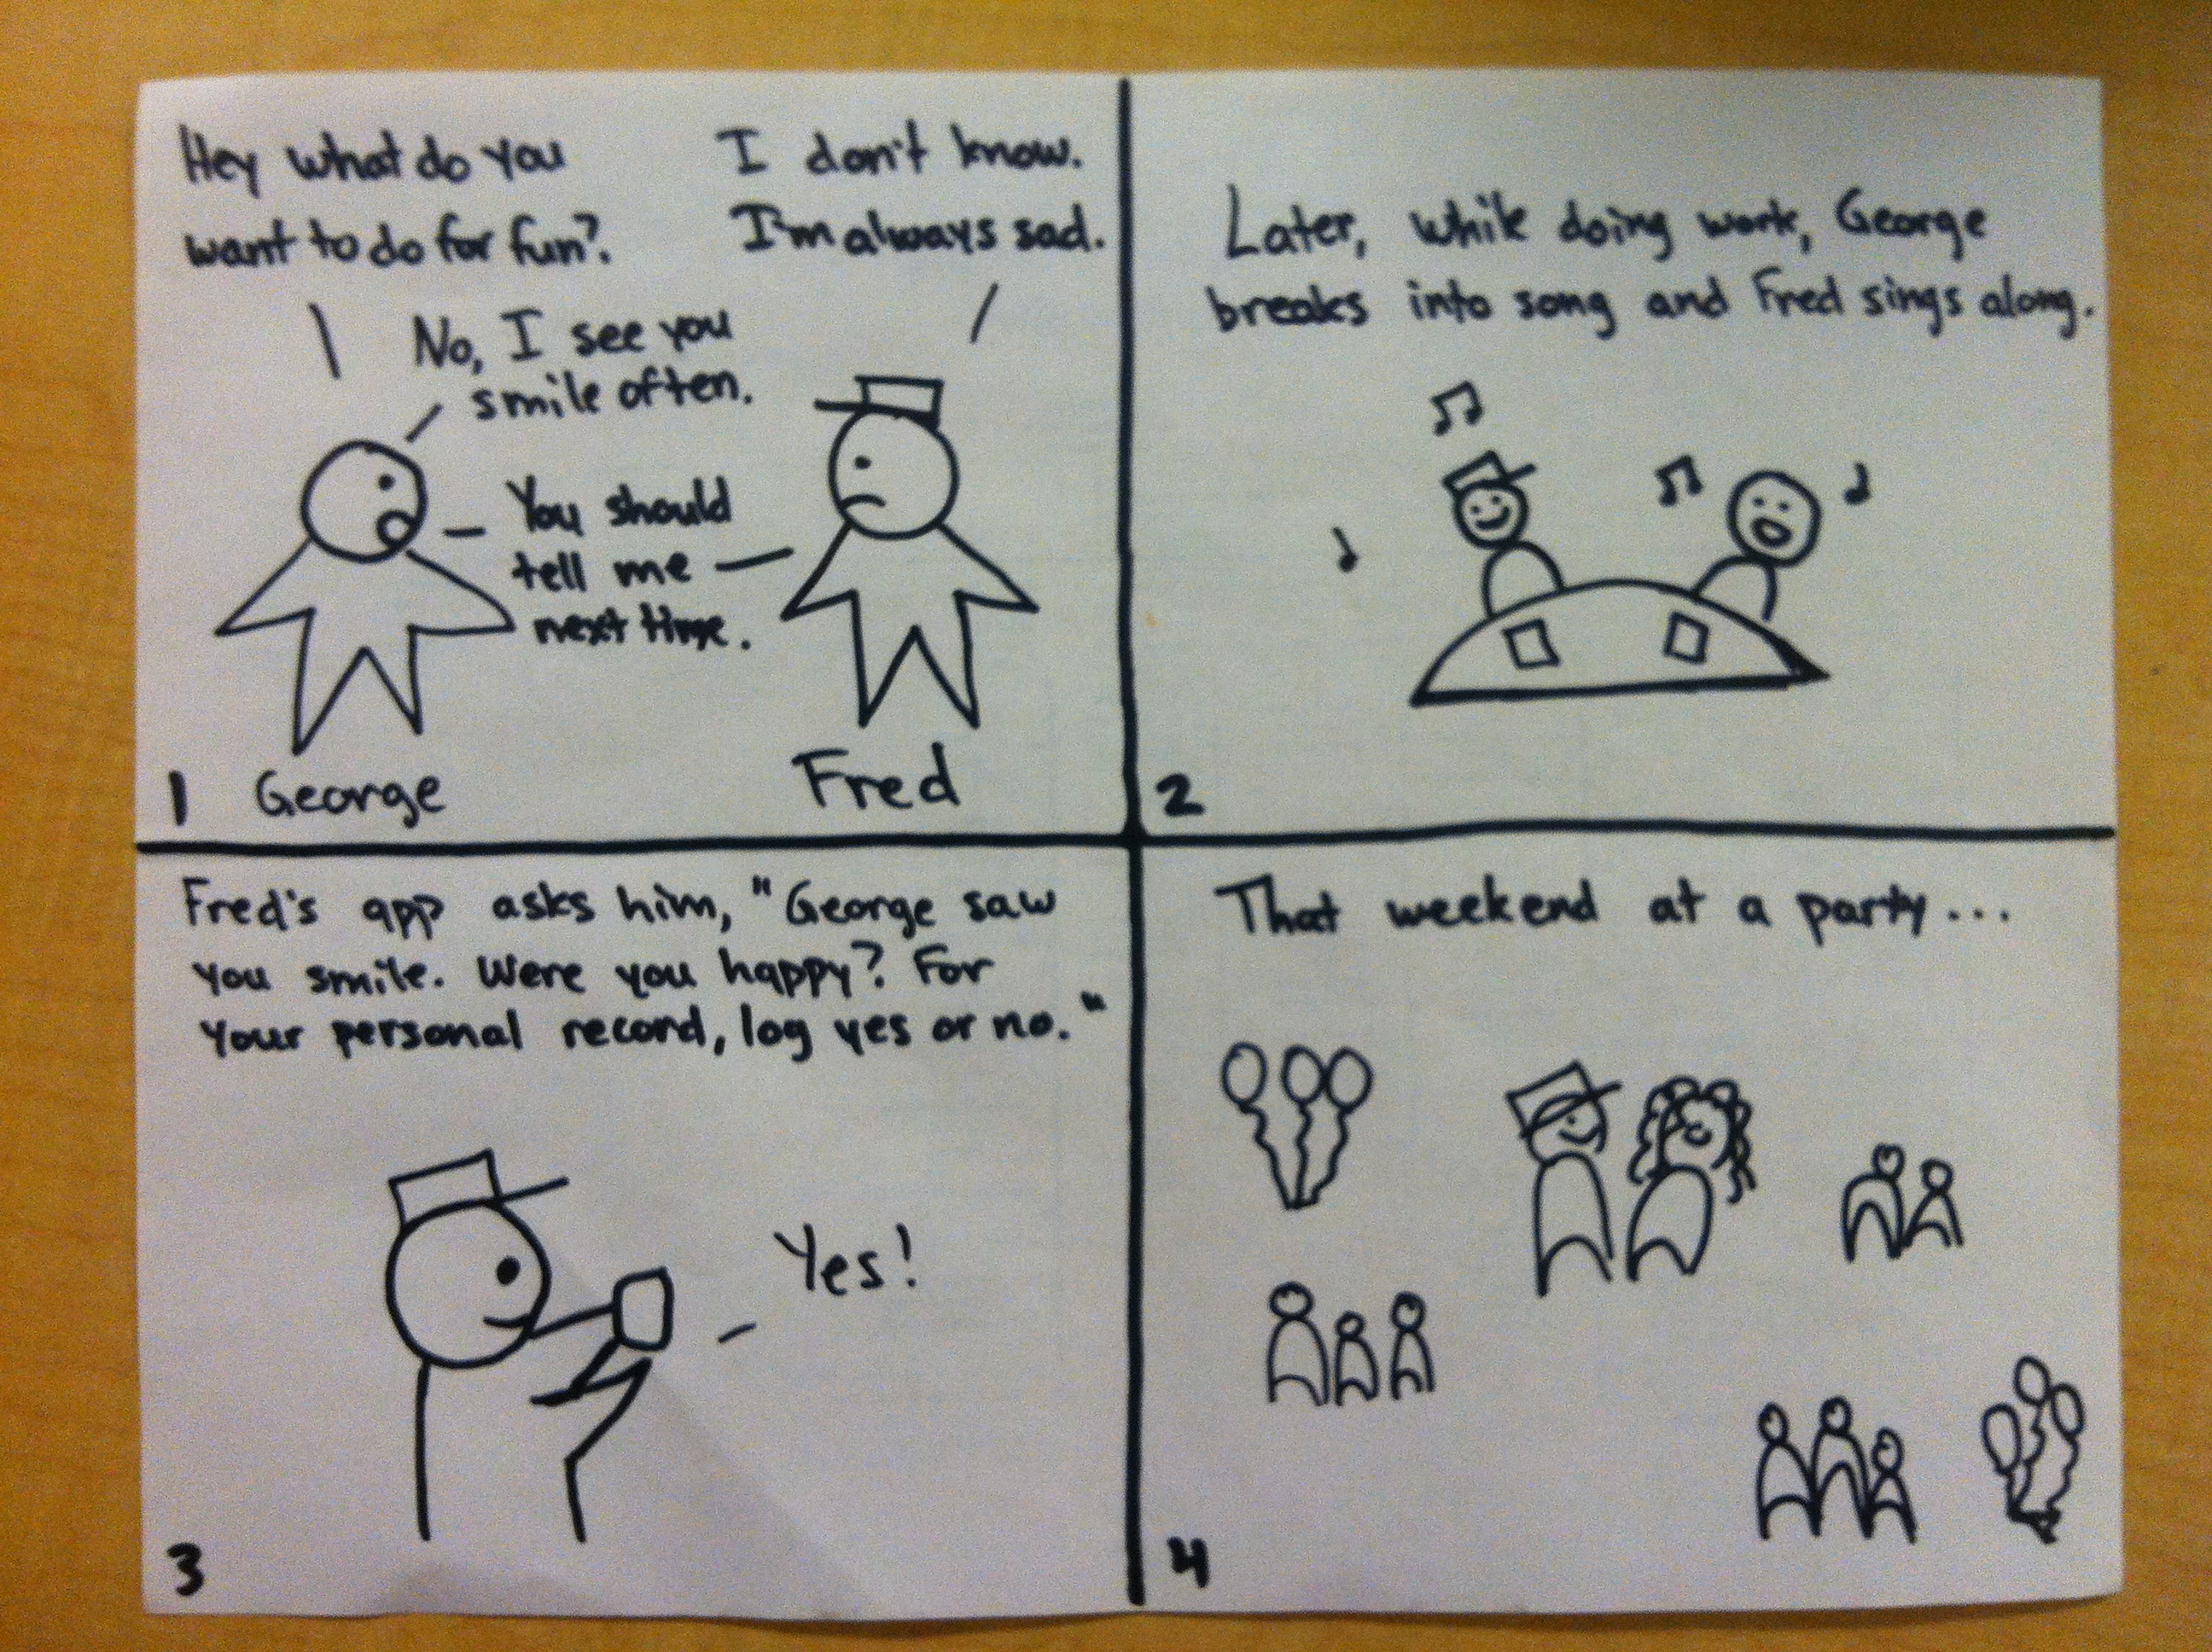 Hey what do you
want to do for fun?
I don't know.
I'm always sad.
No, I see you
smile often.
You should
tell me
next time.
1
George
Fred
Later, while doing work, George
breaks into song and Fred sings along.
2
Fred's app asks him, "George saw
you smile. Were you happy? For
your personal record, log yes or no."
Yes!
3
That weekend at a party...
4